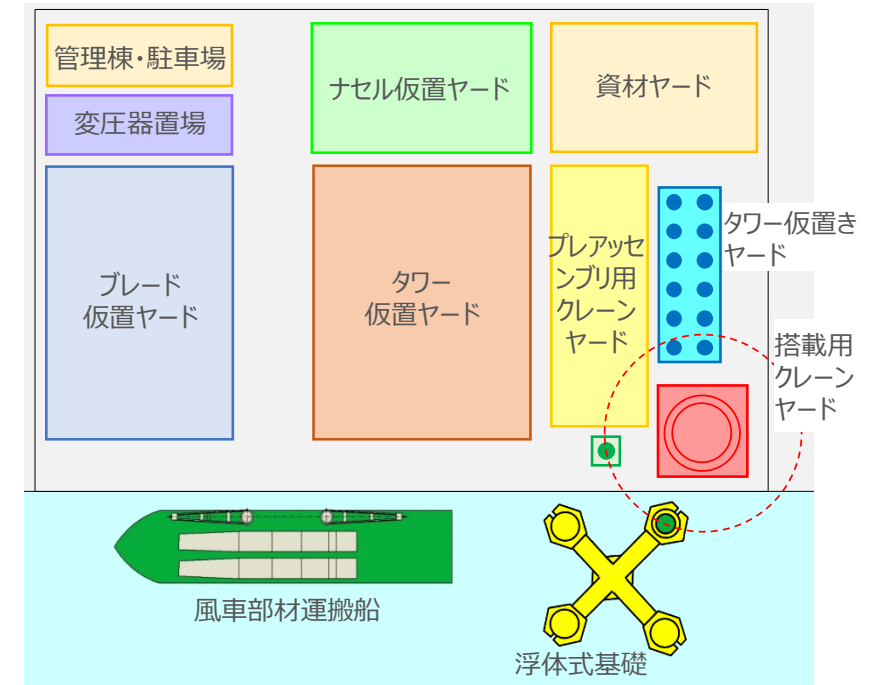 管理棟・駐車場
ナセル仮置ヤード
資材ヤード
変圧器置場
ブレード
仮置ヤード
タワー
仮置ヤード
プレアッセ
ンブリ用
クレーン
ヤード
タワー仮置き
ヤード
搭載用
クレーン
ヤード
風車部材運搬船
浮体式基礎